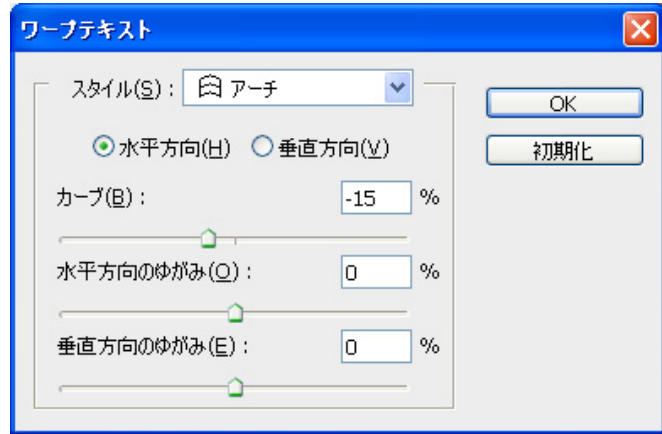 ワープテキスト
スタイル(S): アーチ
OK
水平方向(H) 垂直方向(V)
初期化
カーブ(B): -15 %
水平方向のゆがみ(O): 0 %
垂直方向のゆがみ(E): 0 %